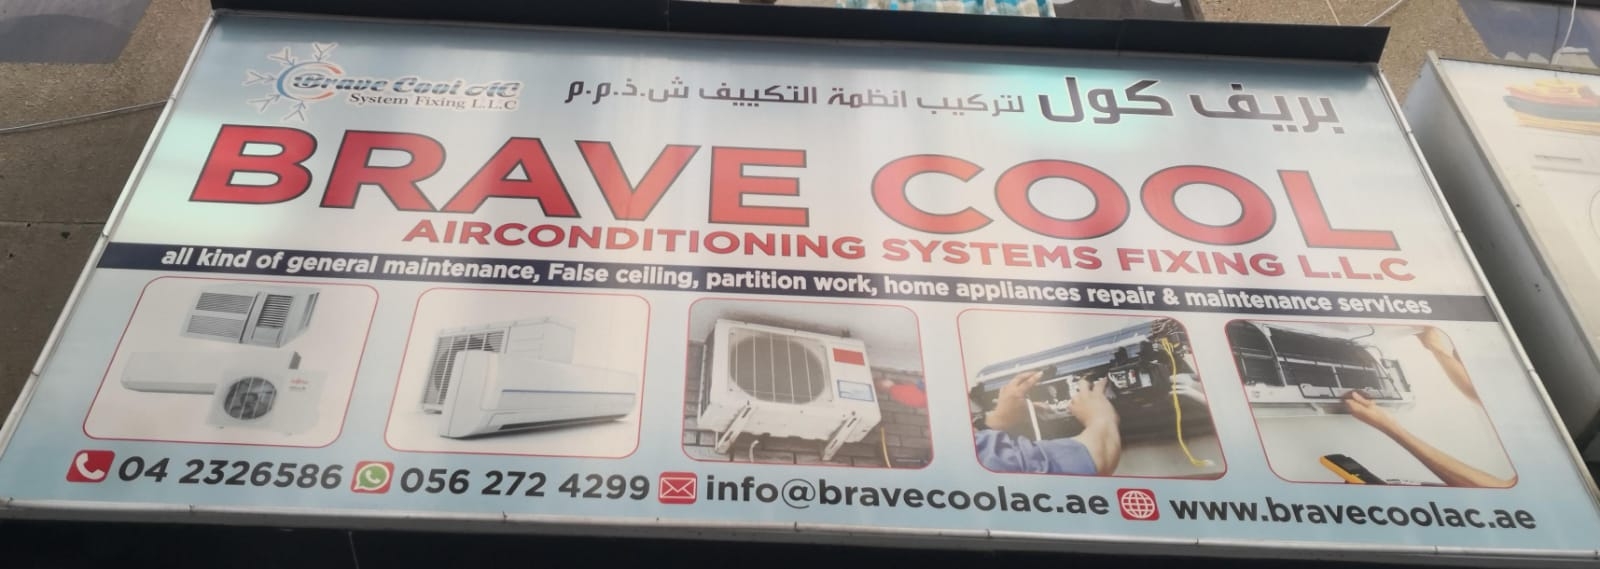 Brave Cool AC
System Fixing L.L.C
بريف كول لتركيب انظمة التكييف ش.ذ.م.م
BRAVE COOL
AIRCONDITIONING SYSTEMS FIXING L.L.C
all kind of general maintenance, False ceiling, partition work, home appliances repair & maintenance services
04 2326586 056 272 4299 info@bravecoolac.ae www.bravecoolac.ae